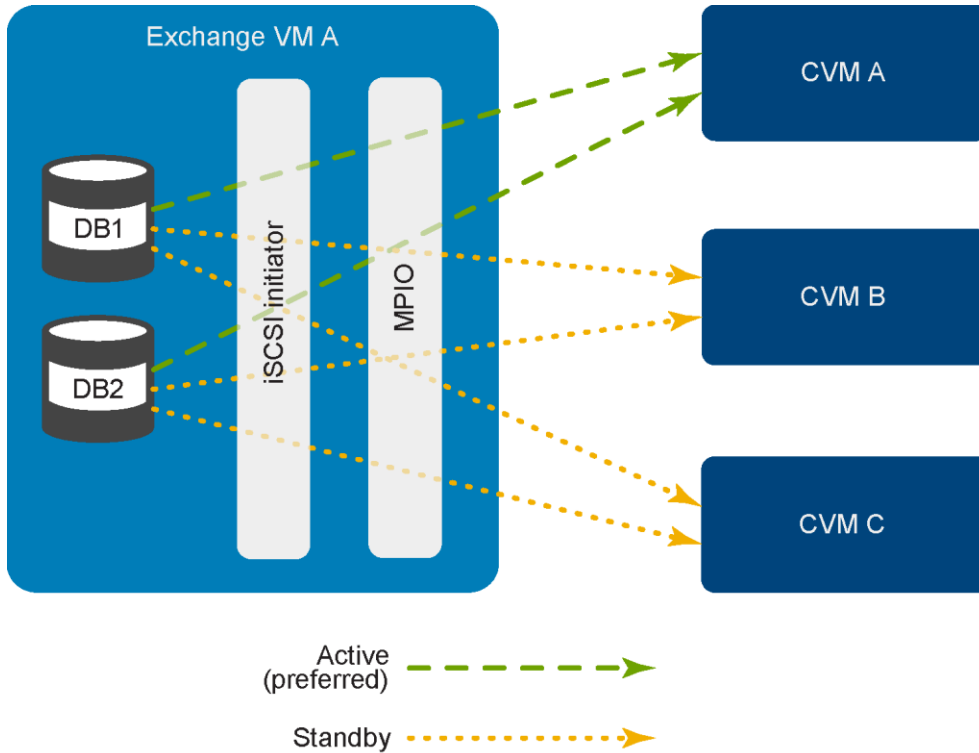 Exchange VM A
CVM A
DB1
iSCSI initiator
MPIO
CVM B
DB2
CVM C
Active
(preferred)
Standby